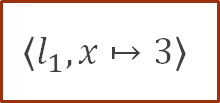 ⟨l₁, x ↦ 3⟩